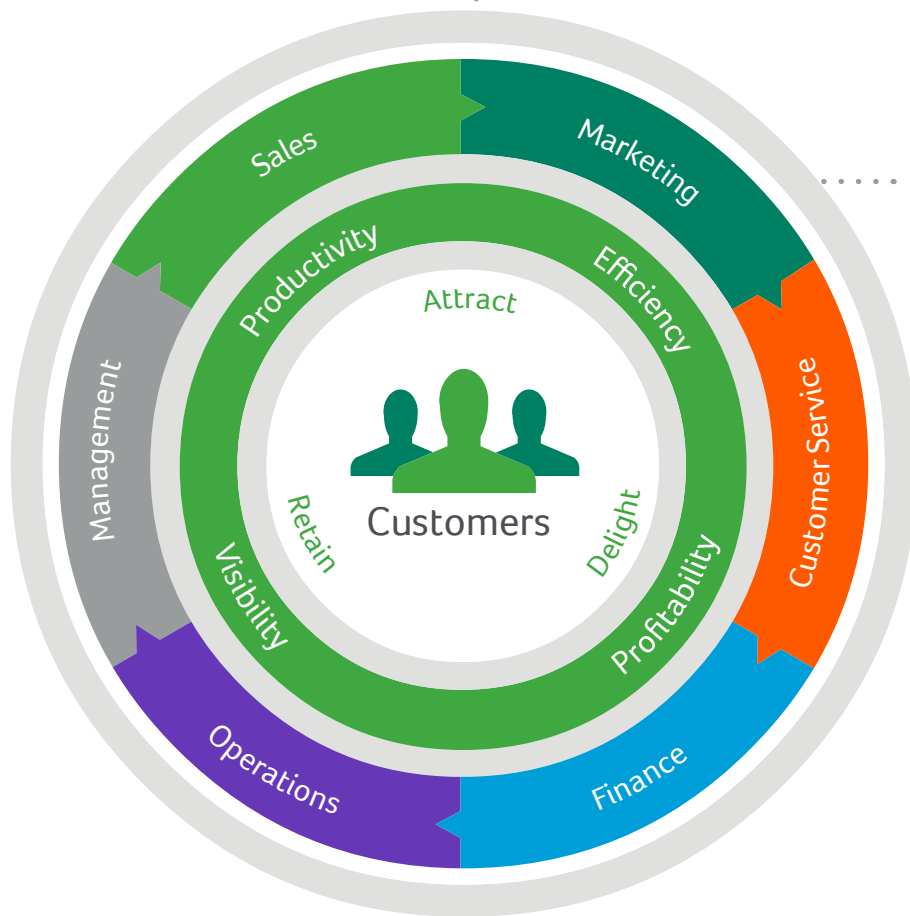 Sales
Marketing
Customer Service
Finance
Operations
Management
Productivity
Efficiency
Profitability
Visibility
Attract
Delight
Retain
Customers